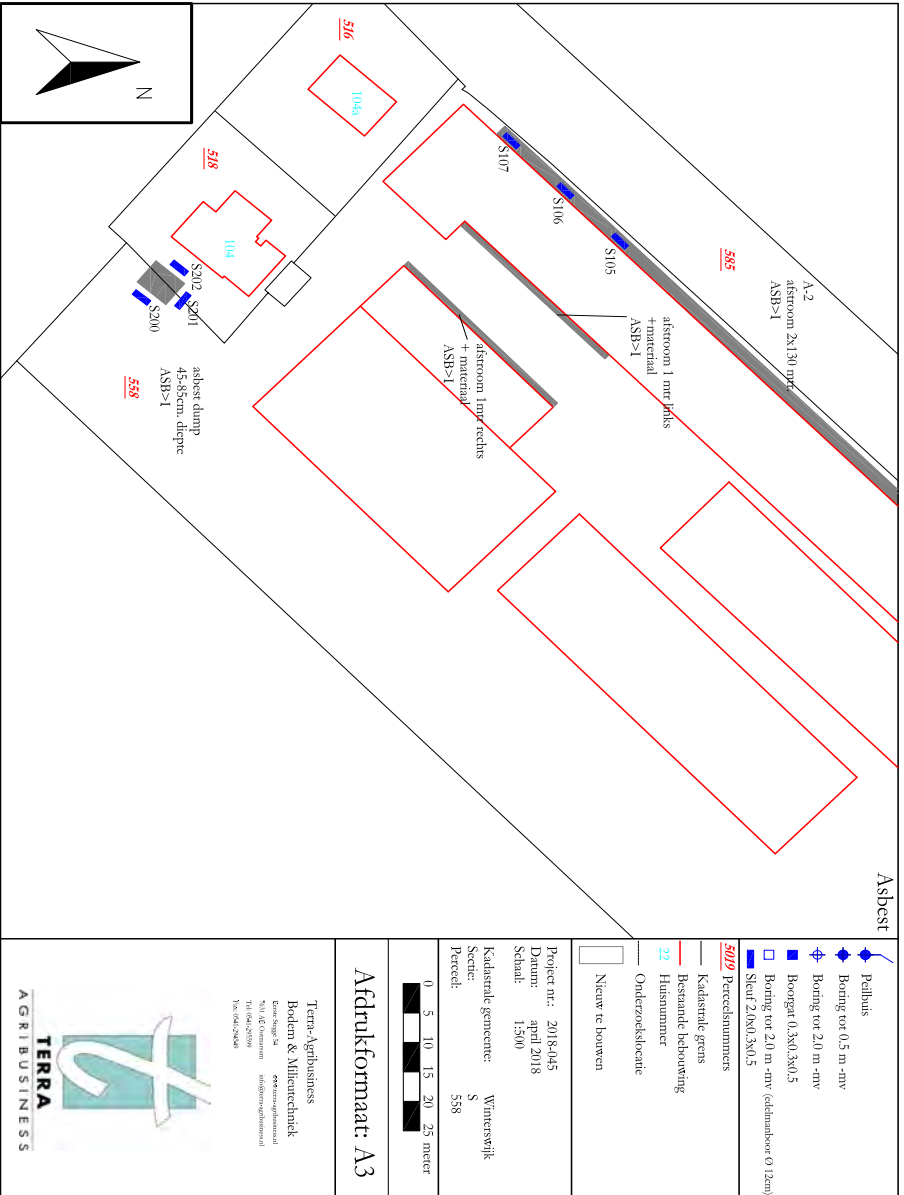 Asbest
516
104a
518
104
S107
S106
S105
585
A-2
afstroom 2x130 mtr.
ASB>I
afstroom 1 mtr links
+materiaal
ASB>I
afstroom 1mtr rechts
+ materiaal
ASB>I
S202
S201
S200
asbest dump
45-85cm. diepte
ASB>I
558
N
Peilbuis
Boring tot 0.5 m -mv
Boring tot 2.0 m -mv
Boorgat 0.3x0.3x0.5
Boring tot 2.0 m -mv (edelmanboor Ø 12cm)
Sleuf 2.0x0.3x0.5
5019 Perceelsnummers
Kadastrale grens
Bestaande bebouwing
22 Huisnummer
Onderzoekslocatie
Nieuw te bouwen
Project nr.: 2018-045
Datum: april 2018
Schaal: 1:500
Kadastrale gemeente: Winterswijk
Sectie: S
Perceel: 558
0 5 10 15 20 25 meter
Afdrukformaat: A3
Terra-Agribusiness
Bodem & Milieutechniek
TERRA
AGRIBUSINESS